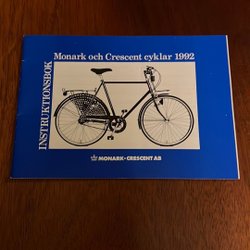 Monark och Crescent cyklar 1992
INSTRUKTIONSBOK
MONARK-CRESCENT AB